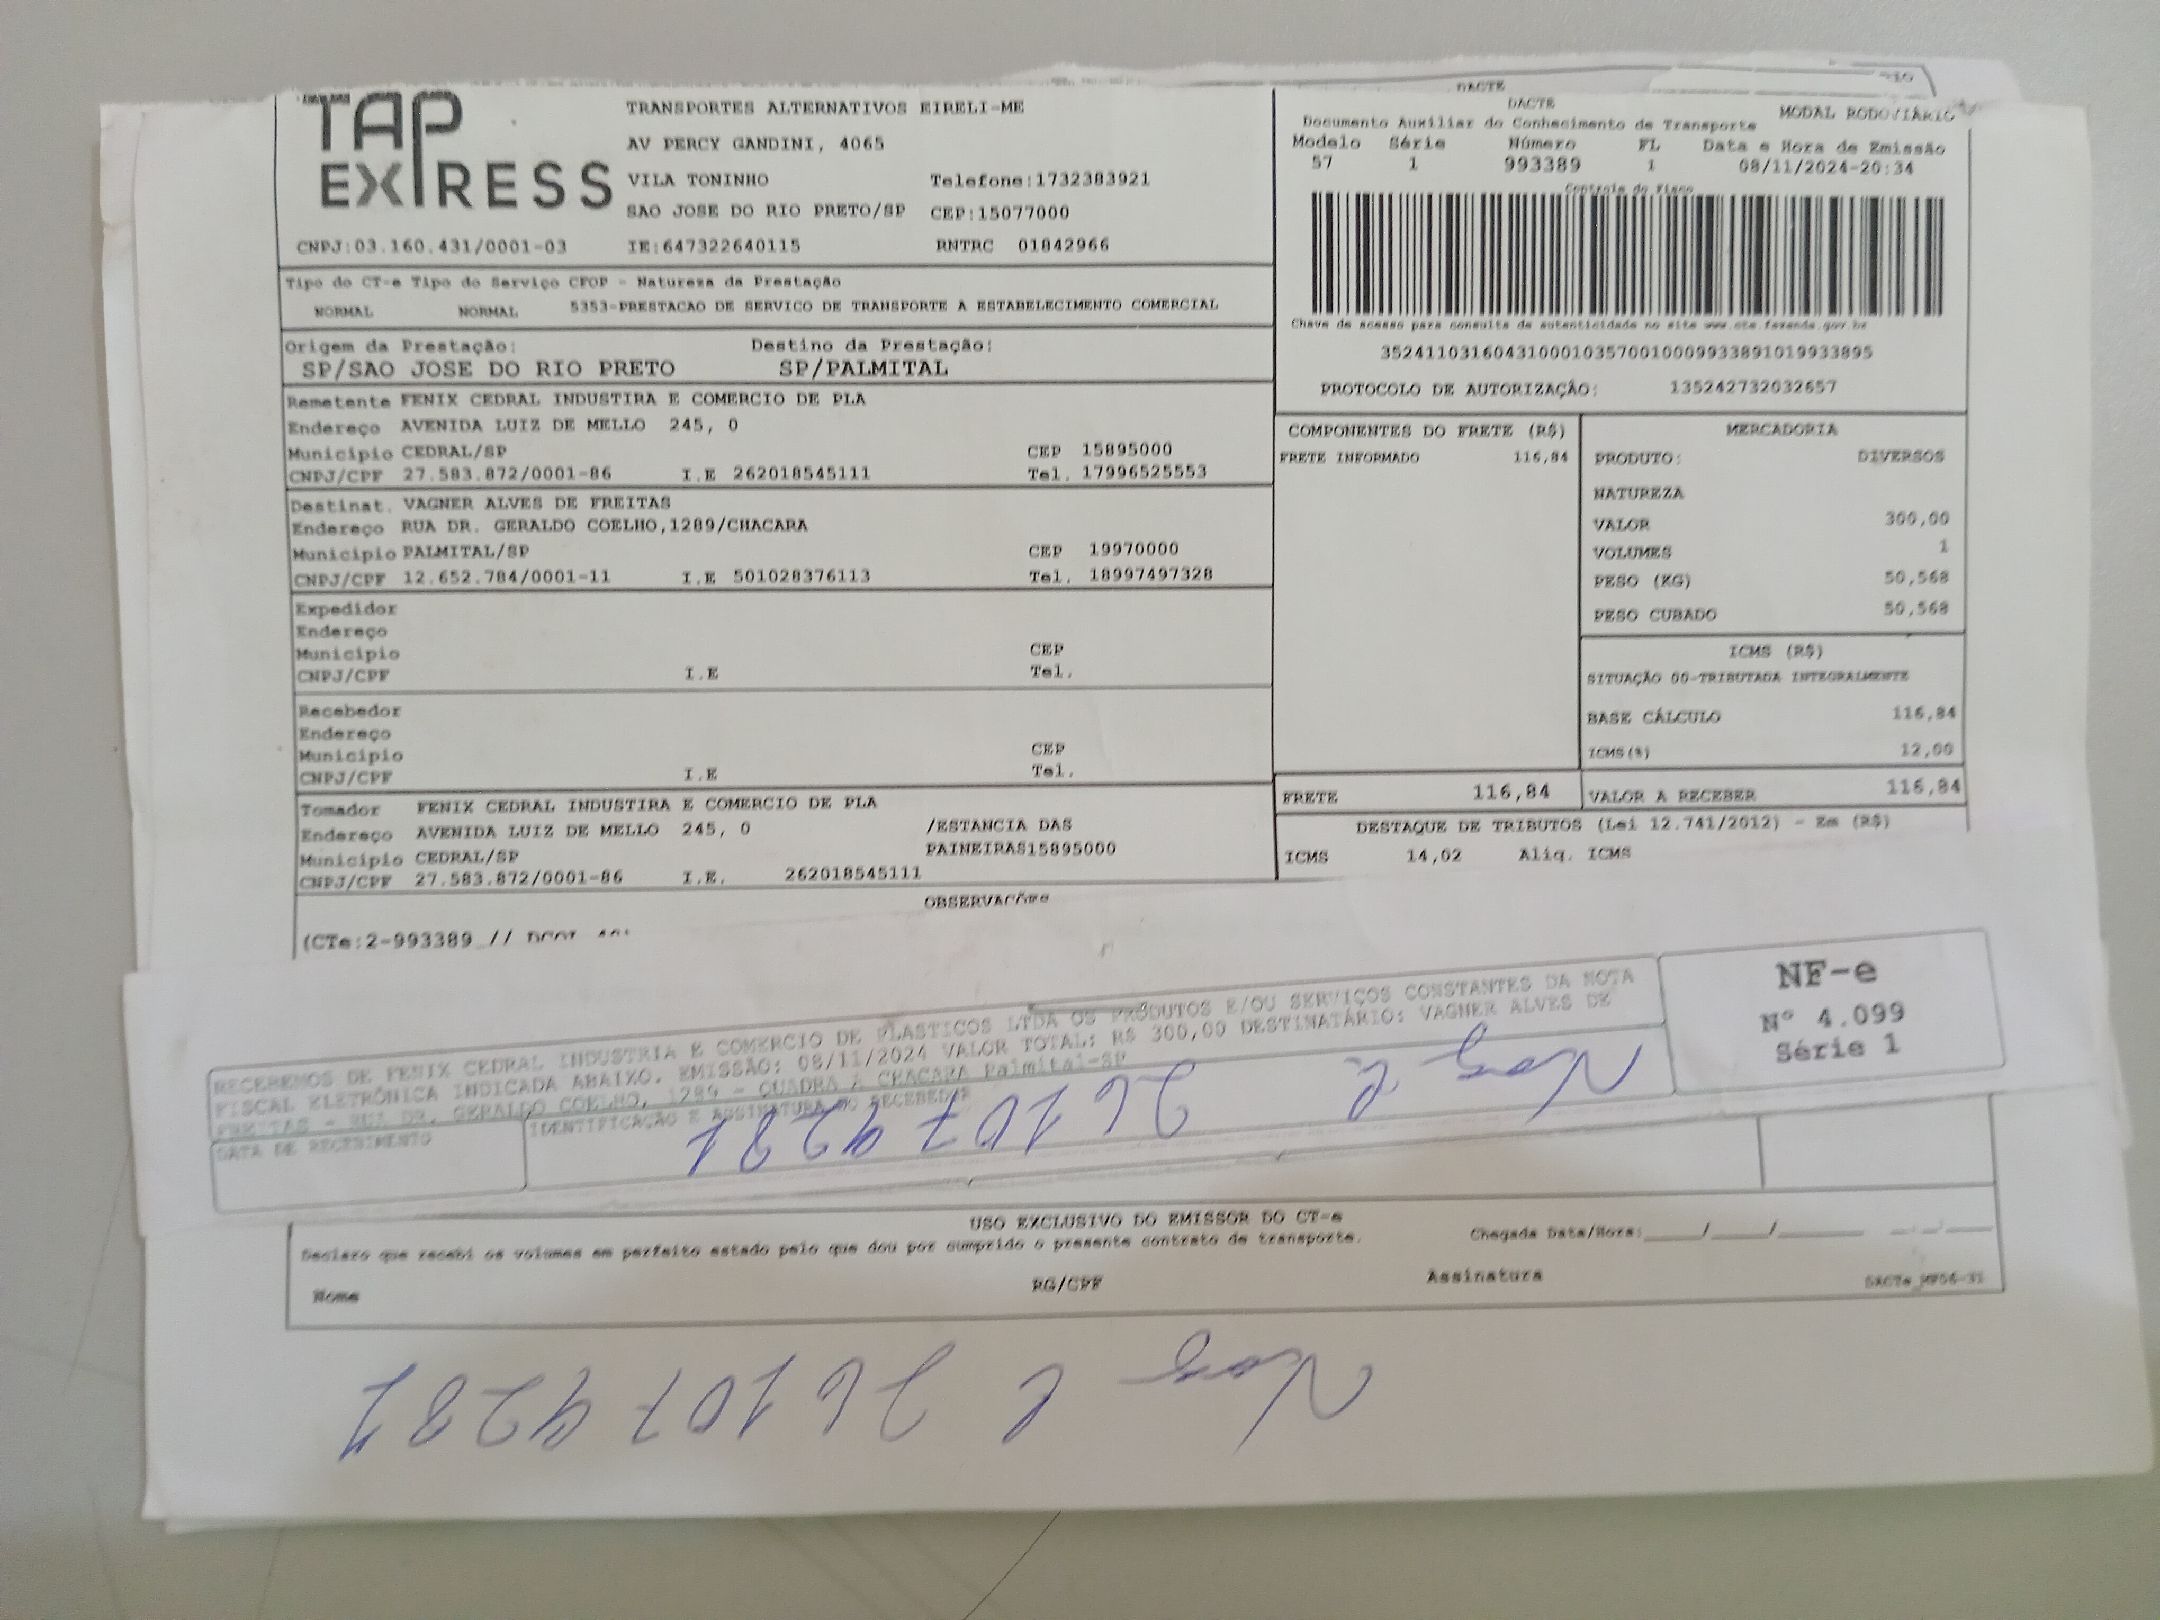 TAP EXPRESS
TRANSPORTES ALTERNATIVOS EIRELI-ME
AV PERCY GANDINI, 4065
VILA TONINHO Telefone:1732383921
SAO JOSE DO RIO PRETO/SP CEP:15077000
CNPJ:03.160.431/0001-03 IE:647322640115 RNTRC 01842966
DACTE
DACTE
Documento Auxiliar do Conhecimento de Transporte MODAL RODOVIÁRIO
Modelo Série Número FL Data e Hora de Emissão
57 1 993389 1 08/11/2024-20:34
Controle do Fisco
Chave de acesso para consulta de autenticidade no site www.cte.fazenda.gov.br
35241103160431000103570010009933891019933895
PROTOCOLO DE AUTORIZAÇÃO: 135242732032657
Tipo do CT-e Tipo do Serviço CFOP - Natureza da Prestação
NORMAL NORMAL 5353-PRESTACAO DE SERVICO DE TRANSPORTE A ESTABELECIMENTO COMERCIAL
Origem da Prestação: Destino da Prestação:
SP/SAO JOSE DO RIO PRETO SP/PALMITAL
Remetente FENIX CEDRAL INDUSTIRA E COMERCIO DE PLA
Endereço AVENIDA LUIZ DE MELLO 245, 0
Município CEDRAL/SP CEP 15895000
CNPJ/CPF 27.583.872/0001-86 I.E 262018545111 Tel. 17996525553
Destinat. VAGNER ALVES DE FREITAS
Endereço RUA DR. GERALDO COELHO,1289/CHACARA
Município PALMITAL/SP CEP 19970000
CNPJ/CPF 12.652.784/0001-11 I.E 501028376113 Tel. 18997497328
Expedidor
Endereço
Município CEP
CNPJ/CPF I.E Tel.
Recebedor
Endereço
Município CEP
CNPJ/CPF I.E Tel.
Tomador FENIX CEDRAL INDUSTIRA E COMERCIO DE PLA
Endereço AVENIDA LUIZ DE MELLO 245, 0 /ESTANCIA DAS
Município CEDRAL/SP PAINEIRAS15895000
CNPJ/CPF 27.583.872/0001-86 I.E. 262018545111
COMPONENTES DO FRETE (R$)
FRETE INFORMADO 116,84
MERCADORIA
PRODUTO: DIVERSOS
NATUREZA
VALOR 300,00
VOLUMES 1
PESO (KG) 50,568
PESO CUBADO 50,568
ICMS (R$)
SITUAÇÃO 00-TRIBUTADA INTEGRALMENTE
BASE CÁLCULO 116,84
ICMS(%) 12,00
FRETE 116,84 VALOR A RECEBER 116,84
DESTAQUE DE TRIBUTOS (Lei 12.741/2012) - Em (R$)
ICMS 14,02 Aliq. ICMS
OBSERVAÇÕES
(CTe:2-993389 //
RECEBEMOS DE FENIX CEDRAL INDUSTRIA E COMERCIO DE PLASTICOS LTDA OS PRODUTOS E/OU SERVIÇOS CONSTANTES DA NOTA
FISCAL ELETRÔNICA INDICADA ABAIXO. EMISSÃO: 08/11/2024 VALOR TOTAL: R$ 300,00 DESTINATÁRIO: VAGNER ALVES DE
FREITAS - RUA DR. GERALDO COELHO, 1289 - QUADRA A CHACARA Palmital-SP
DATA DE RECEBIMENTO IDENTIFICAÇÃO E ASSINATURA DO RECEBEDOR
NF-e
Nº 4.099
Série 1
USO EXCLUSIVO DO EMISSOR DO CT-e
Declaro que recebi os volumes em perfeito estado pelo que dou por cumprido o presente contrato de transporte. Chegada Data/Hora:____/____/______
Nome RG/CPF Assinatura